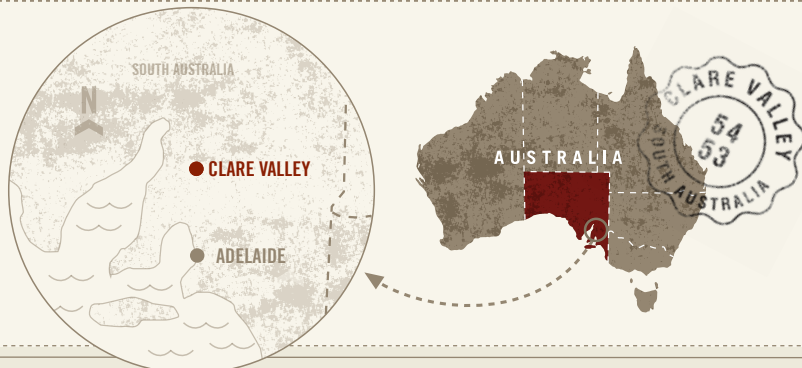 SOUTH AUSTRALIA
N
CLARE VALLEY
ADELAIDE
AUSTRALIA
CLARE VALLEY
54
53
SOUTH AUSTRALIA